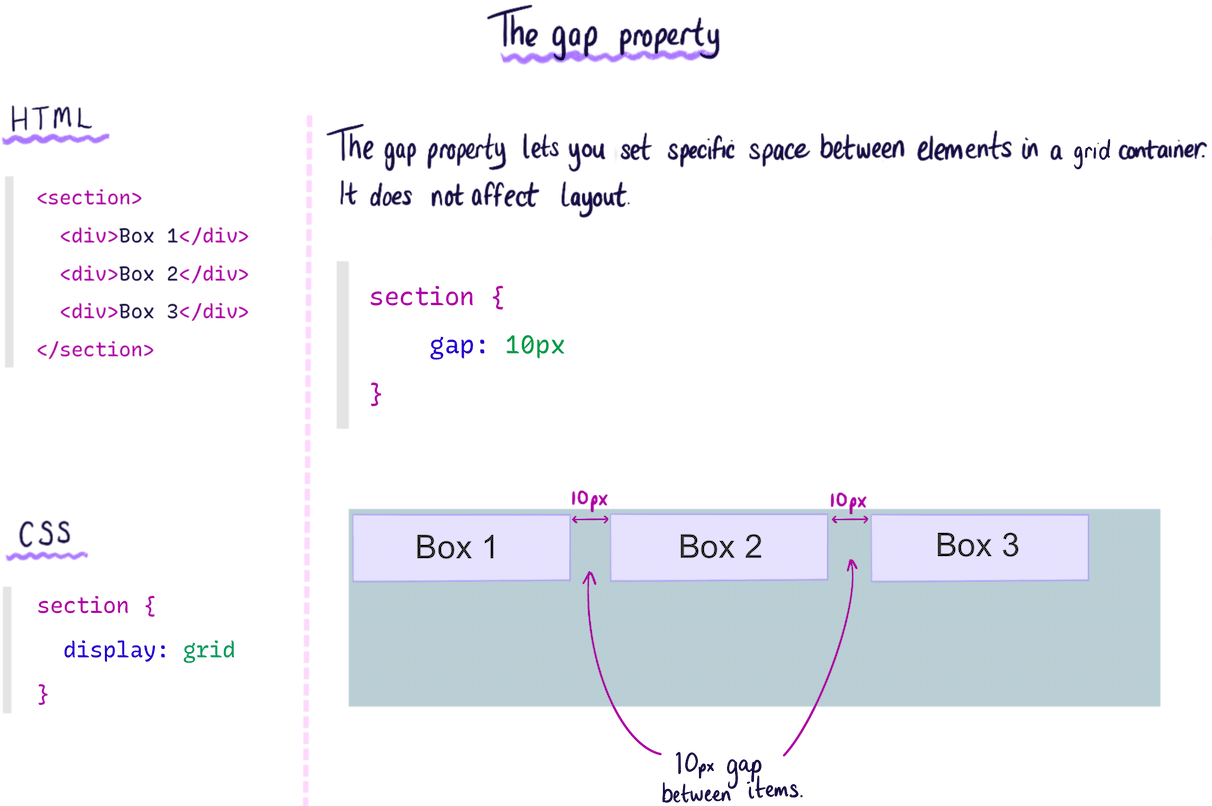 The gap property
HTML
<section>
<div>Box 1</div>
<div>Box 2</div>
<div>Box 3</div>
</section>
CSS
section {
display: grid
}
The gap property lets you set specific space between elements in a grid container.
It does not affect layout.
section {
gap: 10px
}
10px
10px
Box 1
Box 2
Box 3
10px gap
between items.